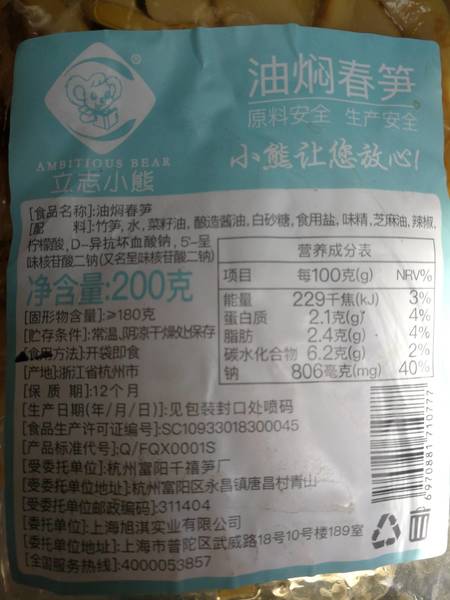 ®
AMBITIOUS BEAR
立志小熊
油焖春笋
原料安全 生产安全
小熊让您放心!
[食品名称]:油焖春笋
[配 料]:竹笋,水,菜籽油,酿造酱油,白砂糖,食用盐,味精,芝麻油,辣椒,
柠檬酸,D-异抗坏血酸钠,5'-呈
味核苷酸二钠(又名呈味核苷酸二钠)
净含量:200克
[固形物含量]:≥180克
[贮存条件]:常温、阴凉干燥处保存
[食用方法]:开袋即食
[产地]:浙江省杭州市
[保 质 期]:12个月
营养成分表
项目 每100克(g) NRV%
能量 229千焦(kJ) 3%
蛋白质 2.1克(g) 4%
脂肪 2.4克(g) 4%
碳水化合物 6.2克(g) 2%
钠 806毫克(mg) 40%
[生产日期(年/月/日)]:见包装封口处喷码
[食品生产许可证编号]:SC10933018300045
[产品标准代号]:Q/FQX0001S
[受委托单位]:杭州富阳千禧笋厂
[受委托单位地址]:杭州富阳区永昌镇唐昌村青山
[受委托单位邮政编码]:311404
[委托单位]:上海旭淇实业有限公司
[委托单位地址]:上海市普陀区武威路18号10号楼189室
[全国服务热线]:4000053857
6970881710777